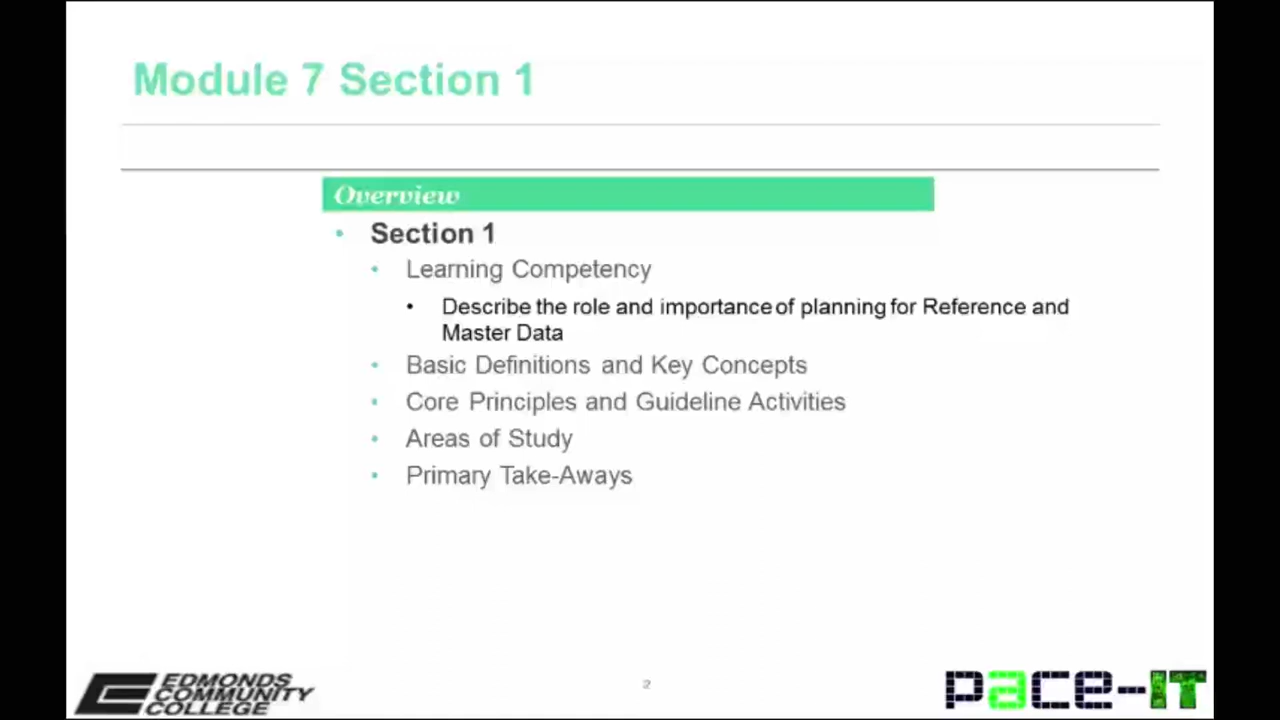 Module 7 Section 1
Overview
• Section 1
• Learning Competency
• Describe the role and importance of planning for Reference and
Master Data
• Basic Definitions and Key Concepts
• Core Principles and Guideline Activities
• Areas of Study
• Primary Take-Aways
EDMONDS
COMMUNITY
COLLEGE
2
pace-IT